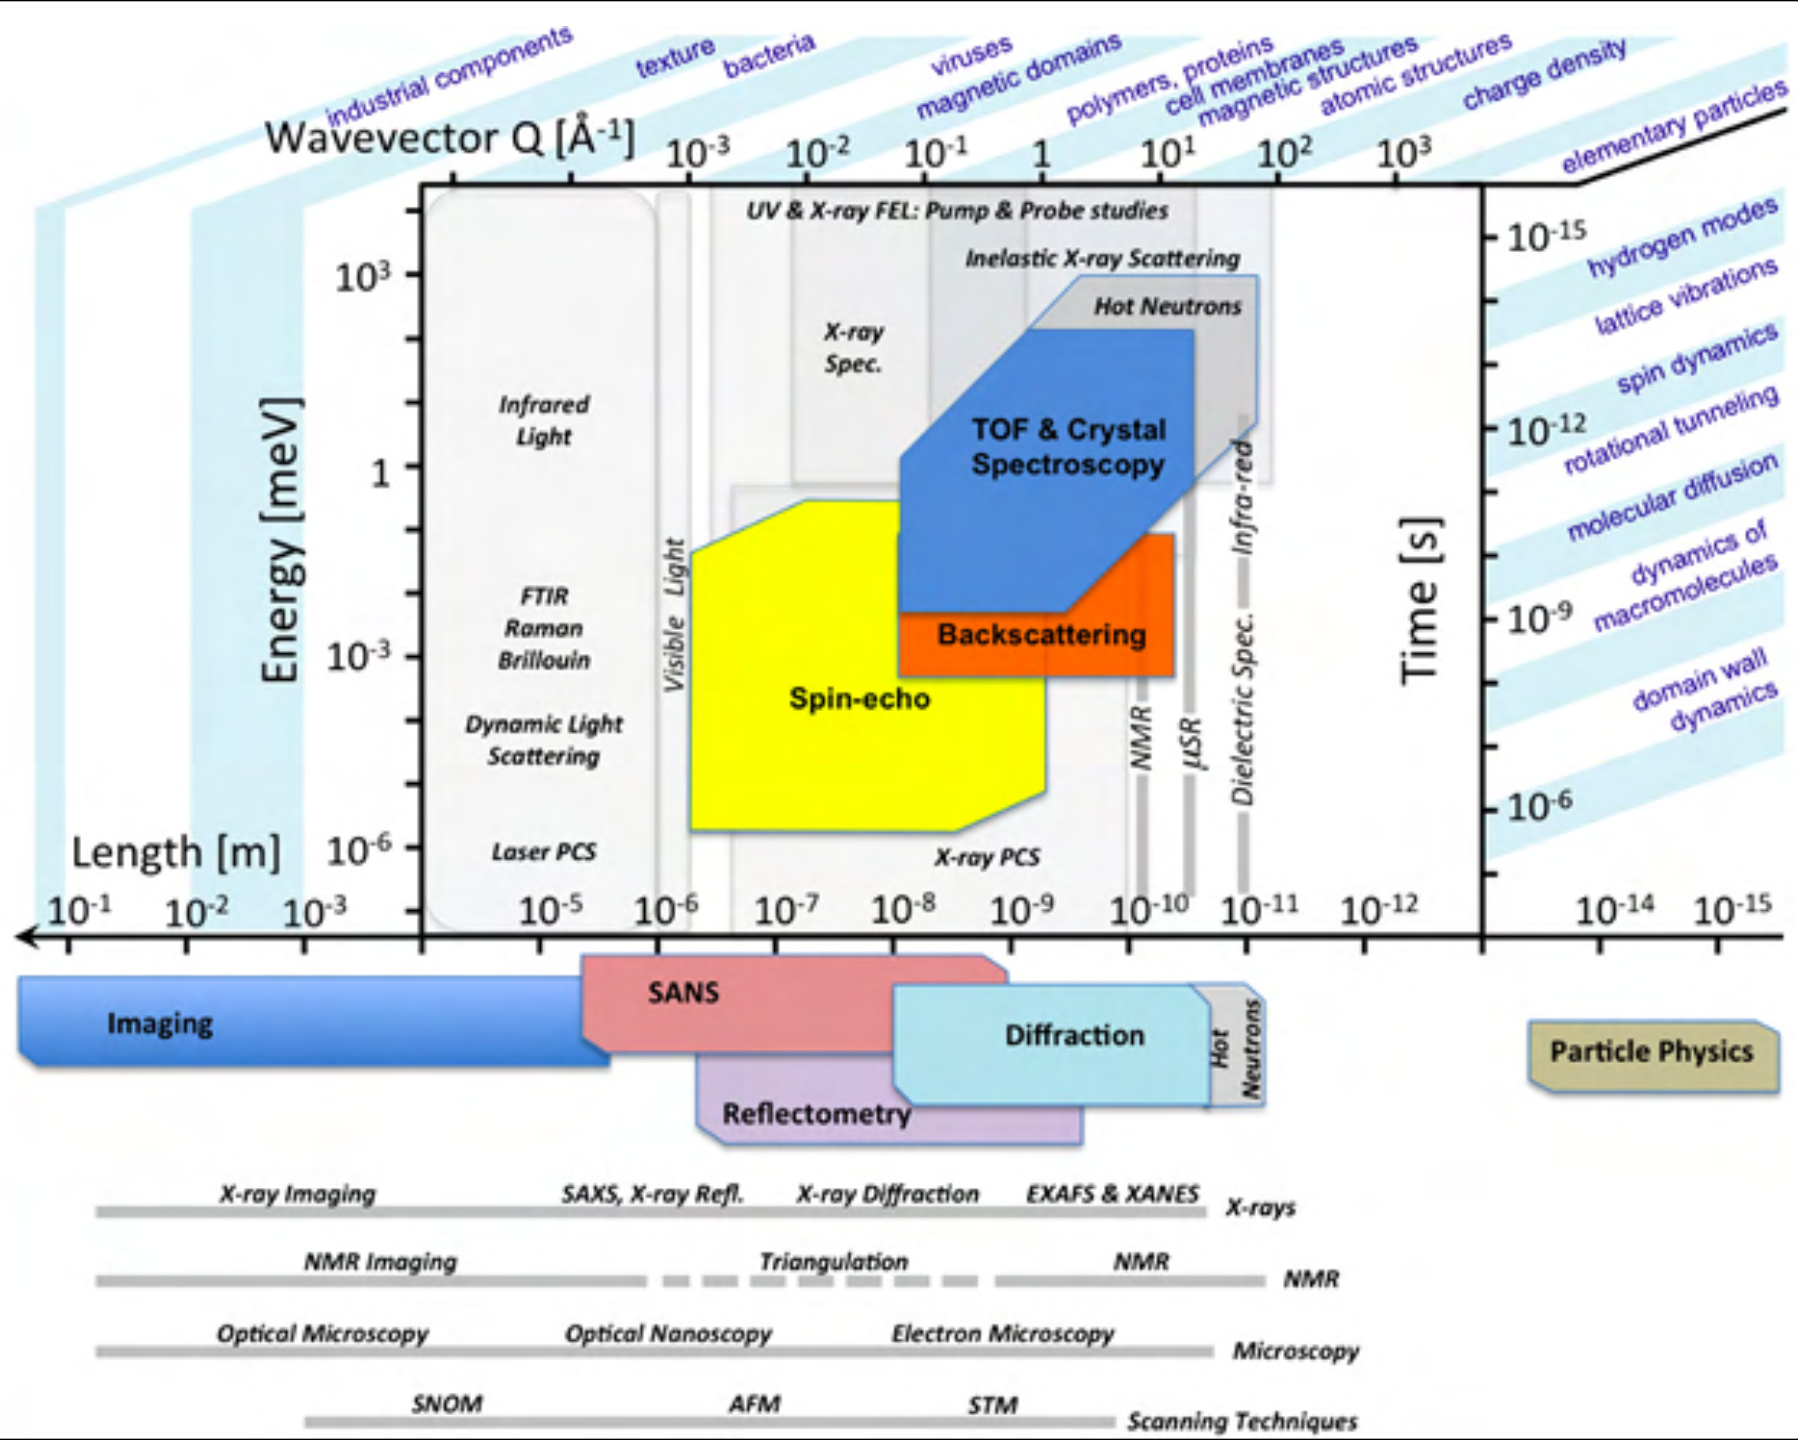 industrial components
texture
bacteria
viruses
magnetic domains
polymers, proteins
cell membranes
magnetic structures
atomic structures
charge density
elementary particles
Wavevector Q [Å-1]
10-3
10-2
10-1
1
101
102
103
UV & X-ray FEL: Pump & Probe studies
Inelastic X-ray Scattering
Hot Neutrons
X-ray
Spec.
Infrared
Light
TOF & Crystal
Spectroscopy
FTIR
Raman
Brillouin
Visible Light
Backscattering
Spin-echo
Dynamic Light
Scattering
Laser PCS
X-ray PCS
NMR
μSR
Dielectric Spec.
Infra-red
Energy [meV]
103
1
10-3
10-6
Time [s]
10-15
10-12
10-9
10-6
hydrogen modes
lattice vibrations
spin dynamics
rotational tunneling
molecular diffusion
dynamics of
macromolecules
domain wall
dynamics
Length [m]
10-1
10-2
10-3
10-5
10-6
10-7
10-8
10-9
10-10
10-11
10-12
10-14
10-15
Imaging
SANS
Diffraction
Hot
Neutrons
Reflectometry
Particle Physics
X-ray Imaging
SAXS, X-ray Refl.
X-ray Diffraction
EXAFS & XANES
X-rays
NMR Imaging
Triangulation
NMR
NMR
Optical Microscopy
Optical Nanoscopy
Electron Microscopy
Microscopy
SNOM
AFM
STM
Scanning Techniques